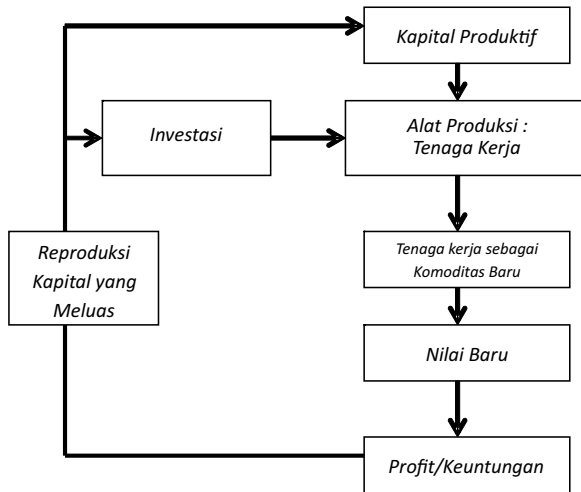 Kapital Produktif
Investasi
Alat Produksi :
Tenaga Kerja
Reproduksi
Kapital yang
Meluas
Tenaga kerja sebagai
Komoditas Baru
Nilai Baru
Profit/Keuntungan